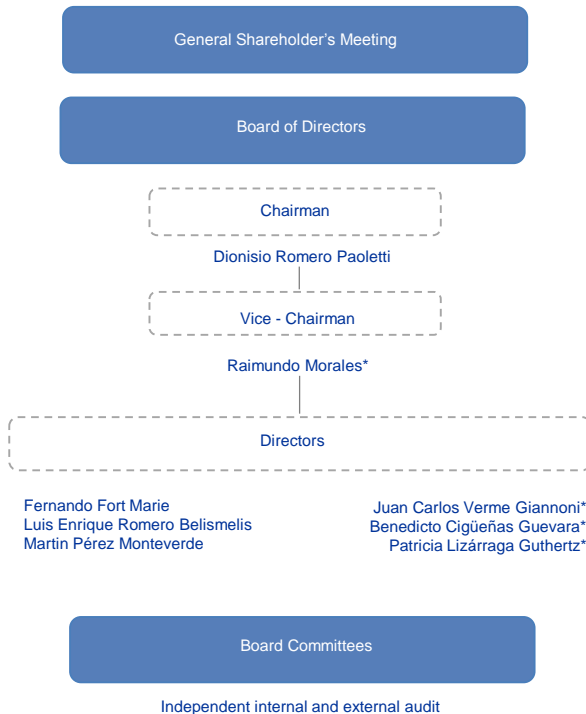 General Shareholder's Meeting
Board of Directors
Chairman
Dionisio Romero Paoletti
Vice - Chairman
Raimundo Morales*
Directors
Fernando Fort Marie
Luis Enrique Romero Belismelis
Martin Pérez Monteverde
Juan Carlos Verme Giannoni*
Benedicto Cigüeñas Guevara*
Patricia Lizárraga Guthertz*
Board Committees
Independent internal and external audit